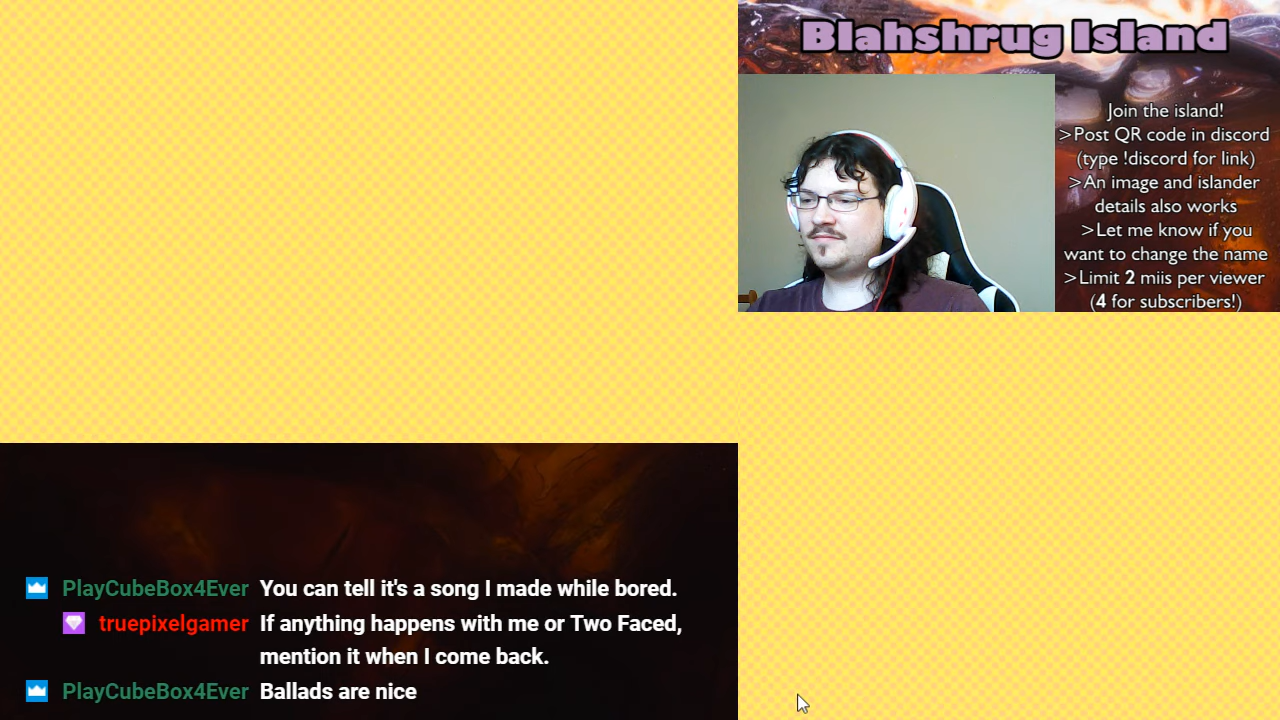 Blahshrug Island
Join the island!
>Post QR code in discord
(type !discord for link)
>An image and islander
details also works
>Let me know if you
want to change the name
>Limit 2 miis per viewer
(4 for subscribers!)
PlayCubeBox4Ever You can tell it's a song I made while bored.
truepixelgamer If anything happens with me or Two Faced,
mention it when I come back.
PlayCubeBox4Ever Ballads are nice